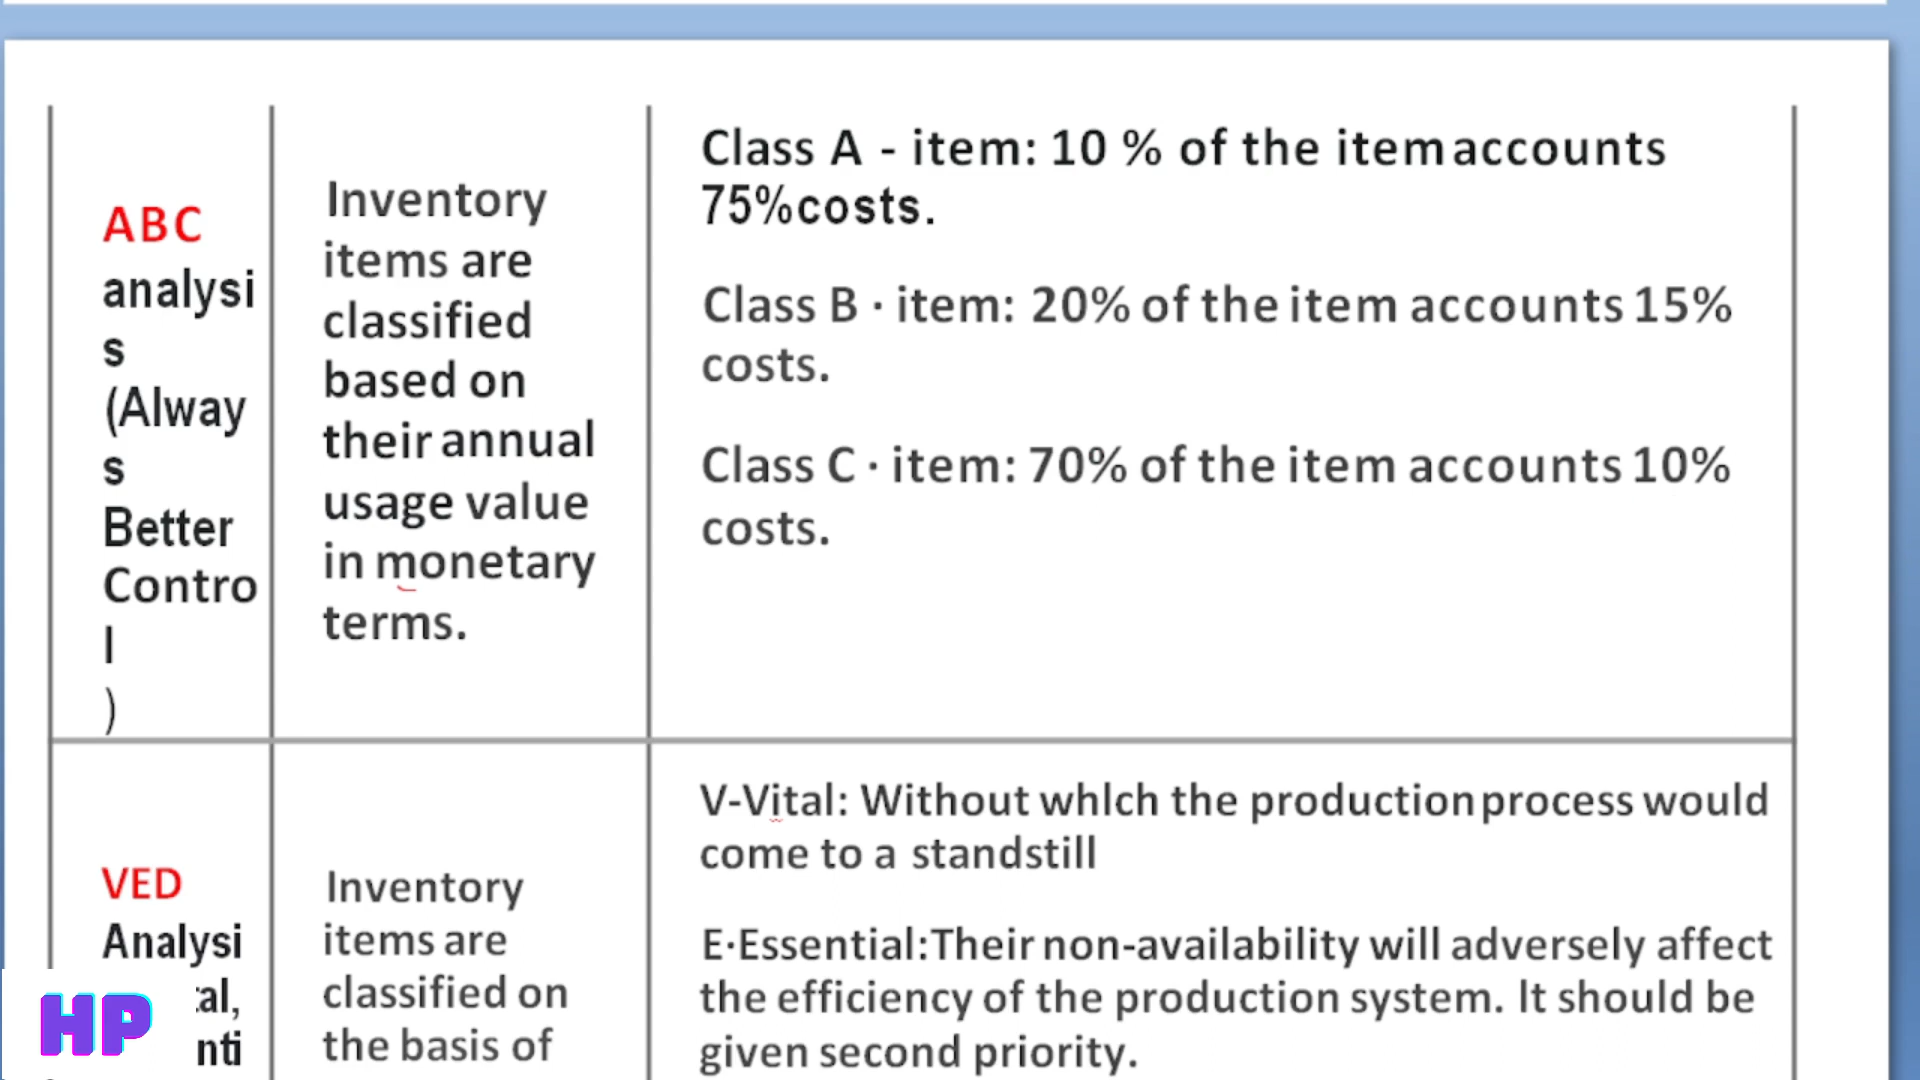 ABC
analysi
s
(Alway
s
Better
Contro
l
)
Inventory
items are
classified
based on
their annual
usage value
in monetary
terms.
Class A - item: 10 % of the item accounts
75% costs.
Class B · item: 20% of the item accounts 15%
costs.
Class C · item: 70% of the item accounts 10%
costs.
VED
Analysi
al,
nti
Inventory
items are
classified on
the basis of
V-Vital: Without whlch the production process would
come to a standstill
E·Essential:Their non-availability will adversely affect
the efficiency of the production system. lt should be
given second priority.
HP